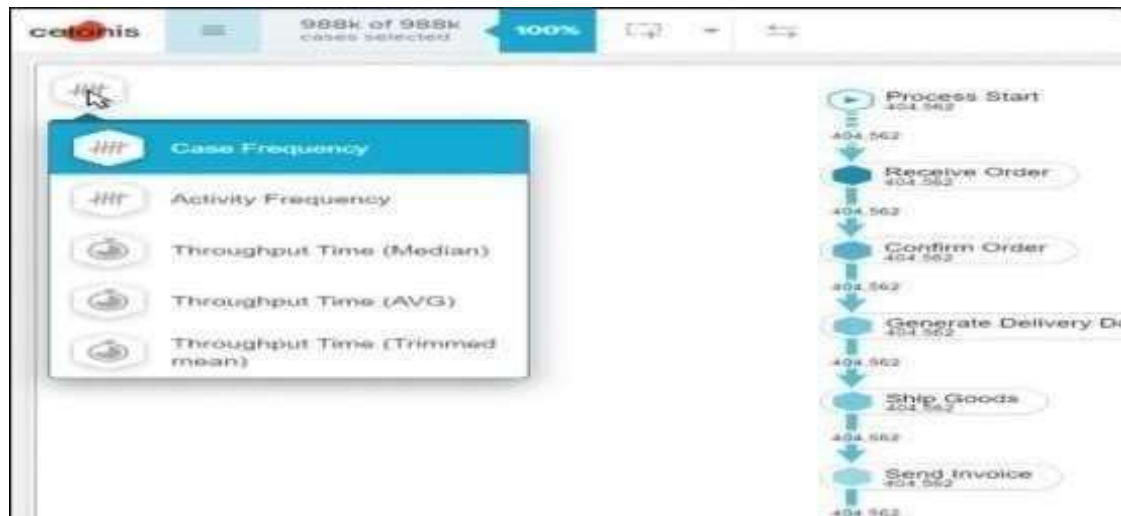 celonis
988k of 988k
cases selected
100%
Case Frequency
Activity Frequency
Throughput Time (Median)
Throughput Time (AVG)
Throughput Time (Trimmed
mean)
Process Start
404.562
404.562
Receive Order
404.562
404.562
Confirm Order
404.562
404.562
Generate Delivery Do
404.562
404.562
Ship Goods
404.562
404.562
Send Invoice
404.562
404.562